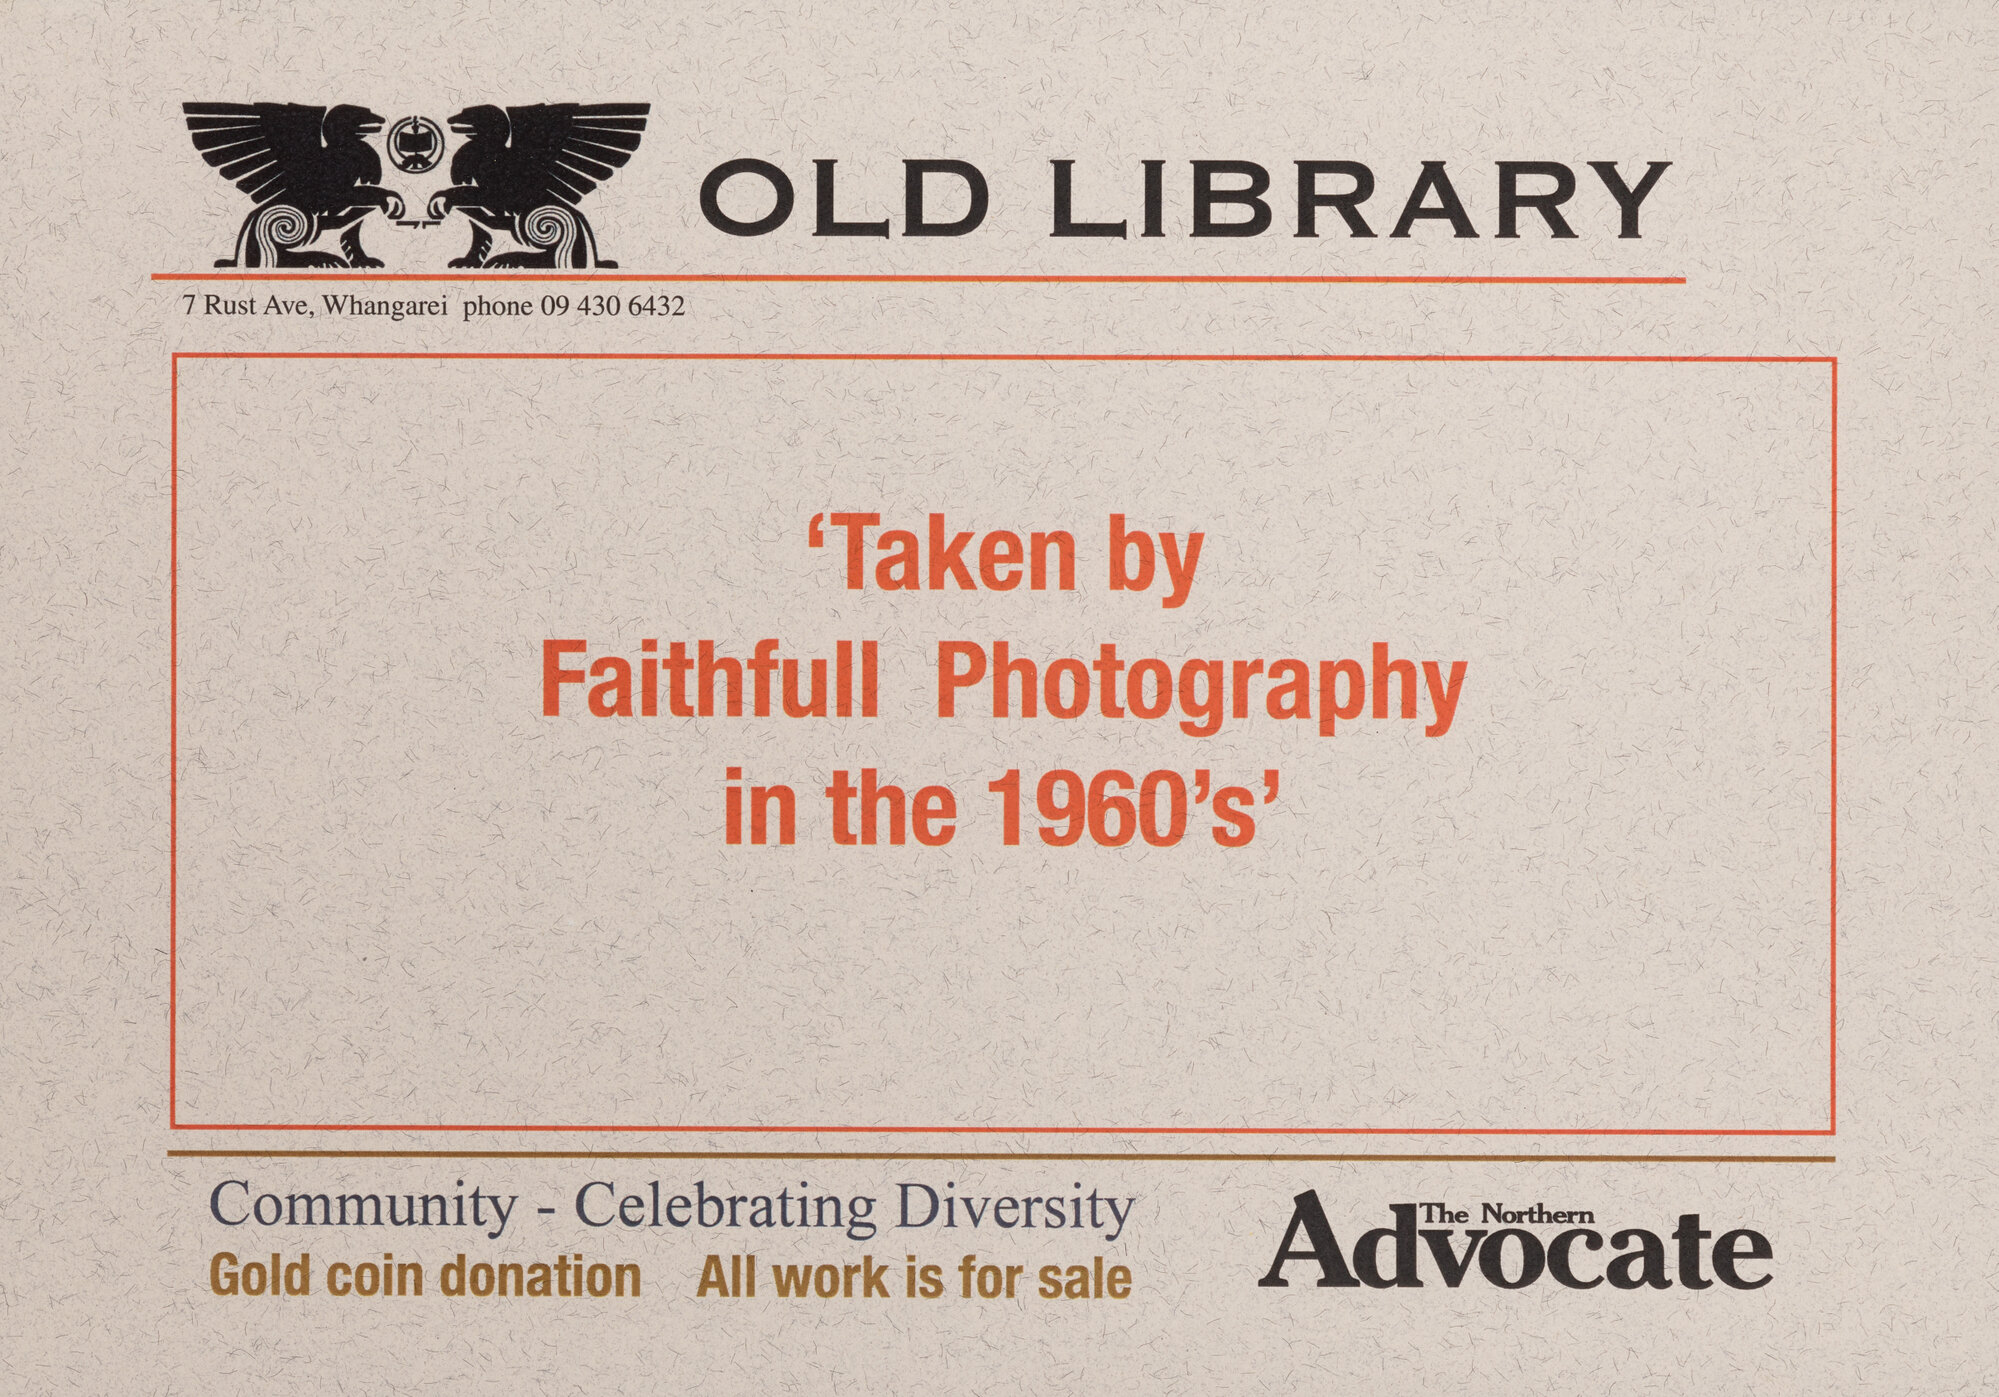 OLD LIBRARY
7 Rust Ave, Whangarei  phone 09 430 6432
‘Taken by
Faithfull  Photography
in the 1960’s’
Community - Celebrating Diversity
Gold coin donation    All work is for sale
The Northern
Advocate